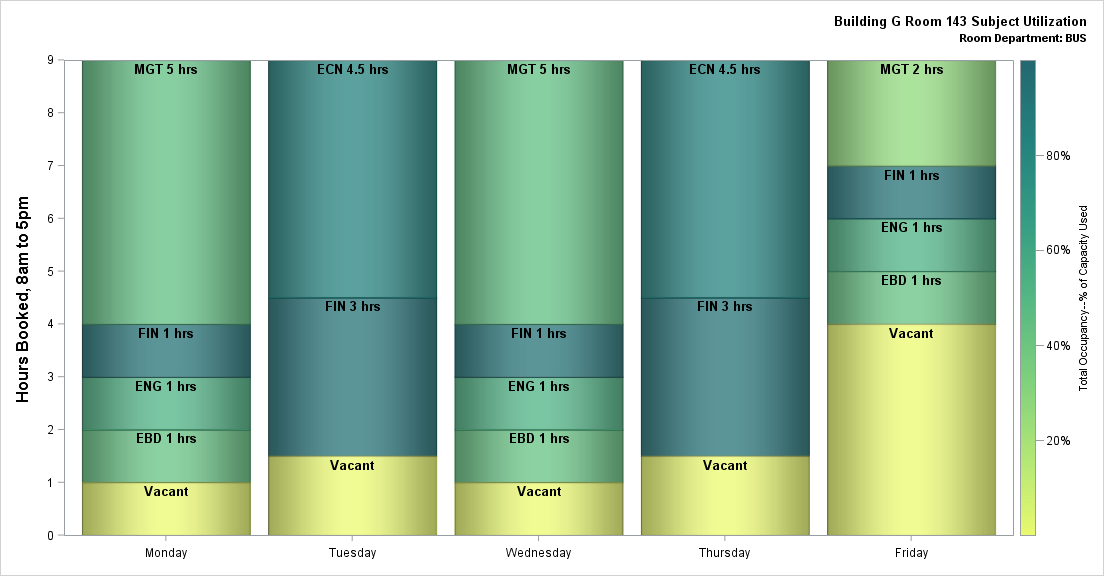 Building G Room 143 Subject Utilization
Room Department: BUS
Hours Booked, 8am to 5pm
9
8
7
6
5
4
3
2
1
0
MGT 5 hrs
FIN 1 hrs
ENG 1 hrs
EBD 1 hrs
Vacant
Monday
ECN 4.5 hrs
FIN 3 hrs
Vacant
Tuesday
MGT 5 hrs
FIN 1 hrs
ENG 1 hrs
EBD 1 hrs
Vacant
Wednesday
ECN 4.5 hrs
FIN 3 hrs
Vacant
Thursday
MGT 2 hrs
FIN 1 hrs
ENG 1 hrs
EBD 1 hrs
Vacant
Friday
80%
60%
40%
20%
Total Occupancy--% of Capacity Used